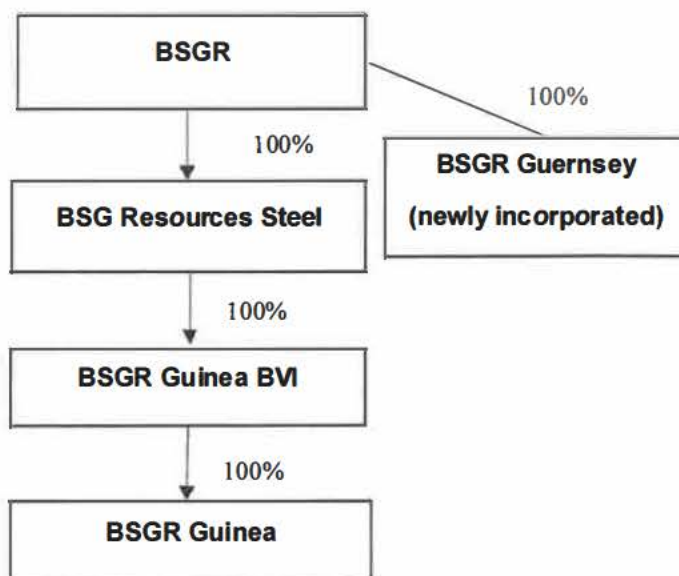 BSGR
100%
100%
BSGR Guernsey
(newly incorporated)
BSG Resources Steel
100%
BSGR Guinea BVI
100%
BSGR Guinea